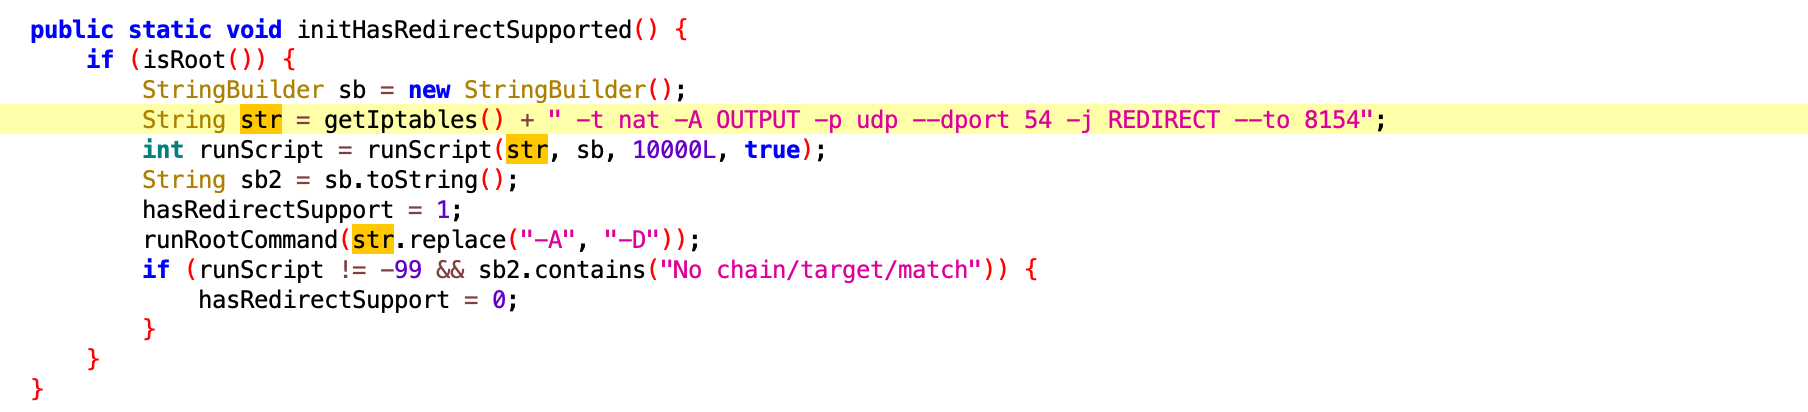 public static void initHasRedirectSupported() {
    if (isRoot()) {
        StringBuilder sb = new StringBuilder();
        String str = getIptables() + " -t nat -A OUTPUT -p udp --dport 54 -j REDIRECT --to 8154";
        int runScript = runScript(str, sb, 10000L, true);
        String sb2 = sb.toString();
        hasRedirectSupport = 1;
        runRootCommand(str.replace("-A", "-D"));
        if (runScript != -99 && sb2.contains("No chain/target/match")) {
            hasRedirectSupport = 0;
        }
    }
}